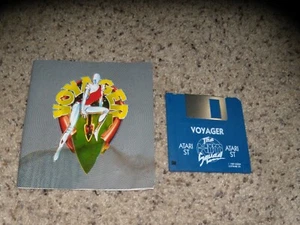 VOYAGER
VOYAGER
The
Hit
Squad
ATARI
ST
ATARI
ST